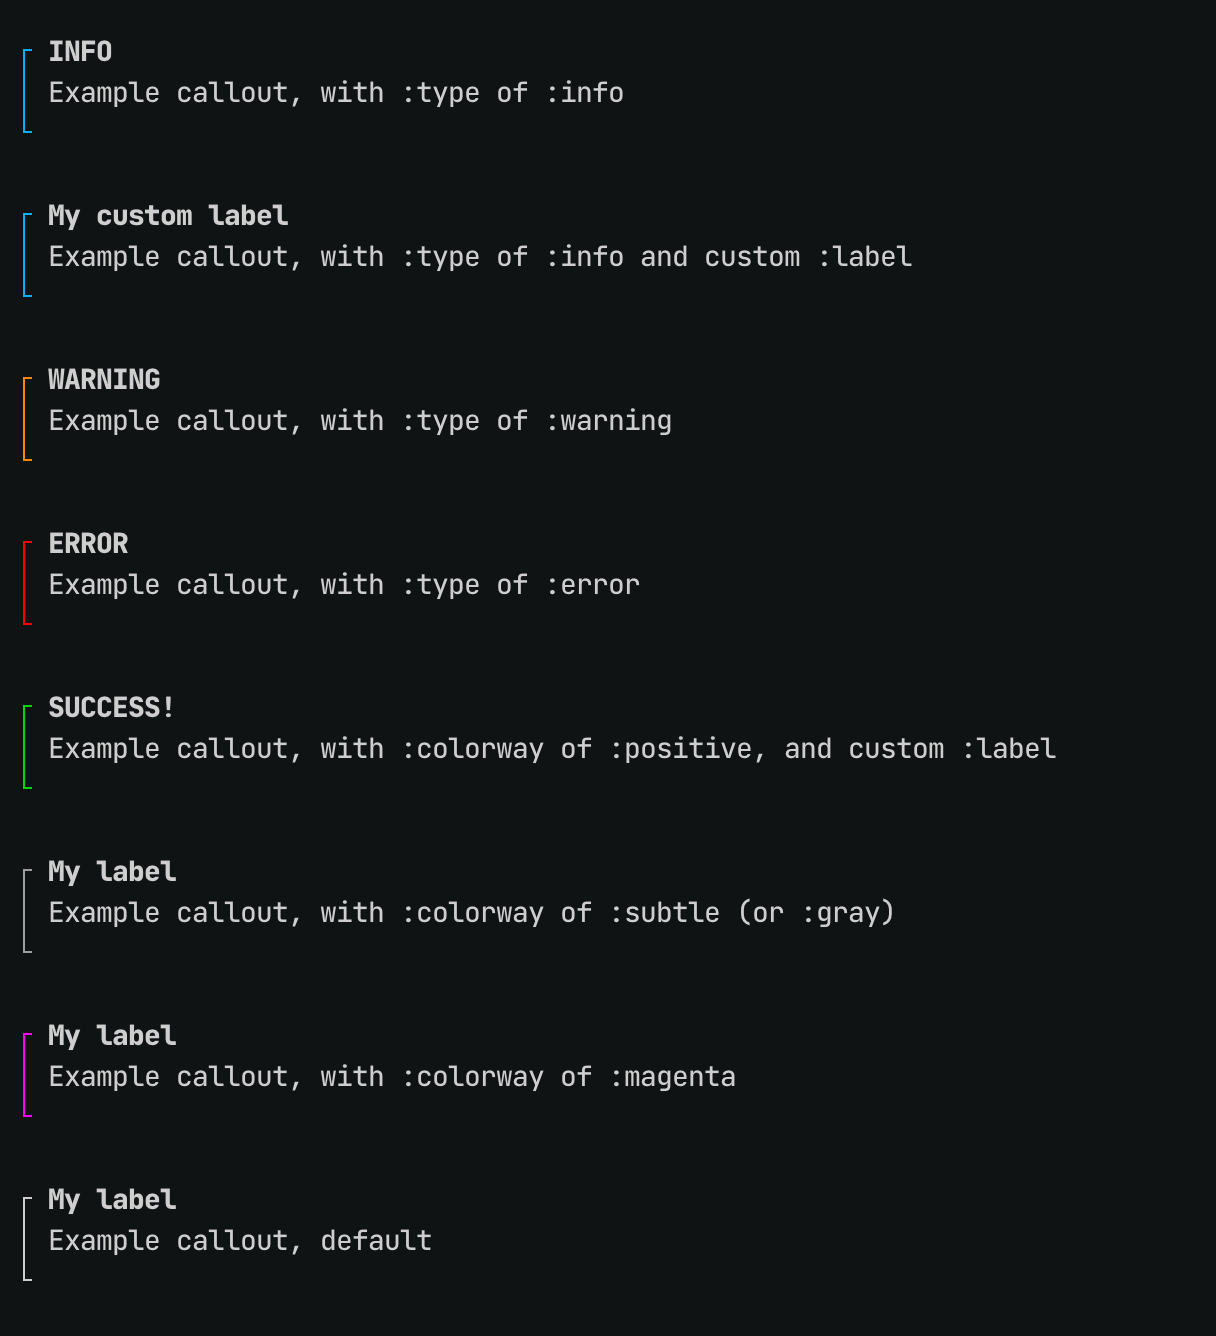 INFO
Example callout, with :type of :info
My custom label
Example callout, with :type of :info and custom :label
WARNING
Example callout, with :type of :warning
ERROR
Example callout, with :type of :error
SUCCESS!
Example callout, with :colorway of :positive, and custom :label
My label
Example callout, with :colorway of :subtle (or :gray)
My label
Example callout, with :colorway of :magenta
My label
Example callout, default